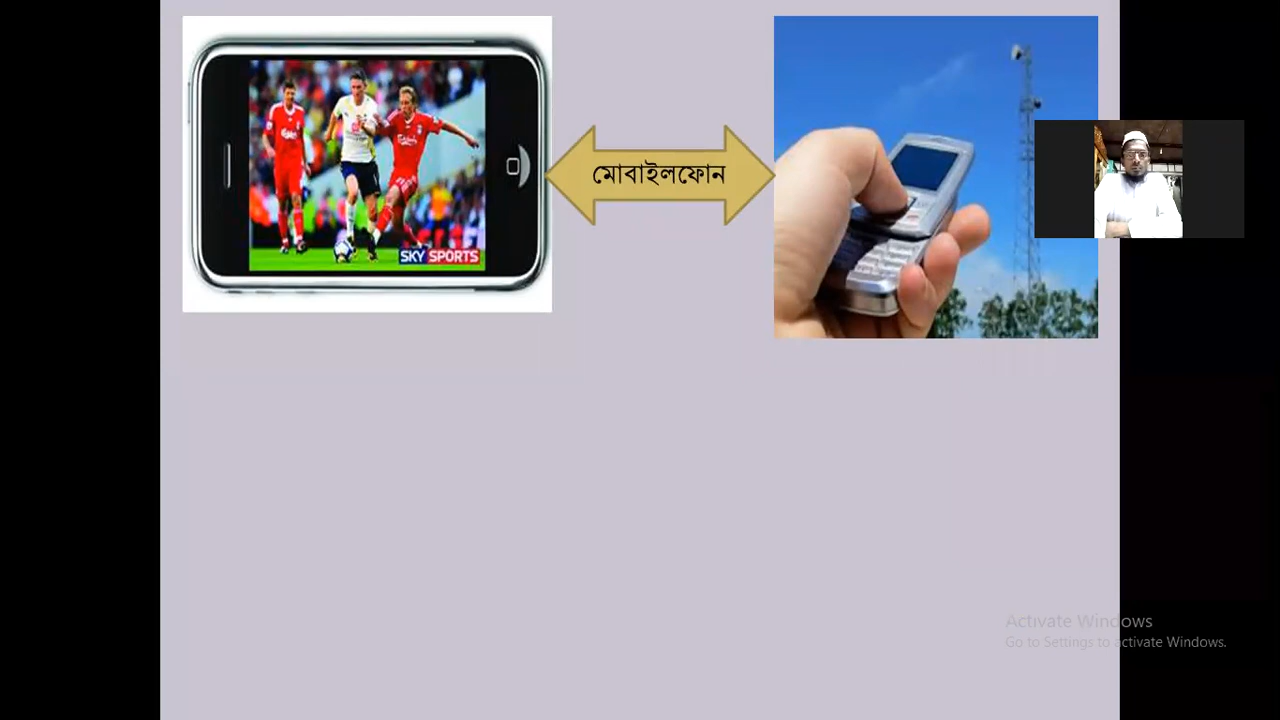 মোবাইলফোন
SKY SPORTS
Activate Windows
Go to Settings to activate Windows.